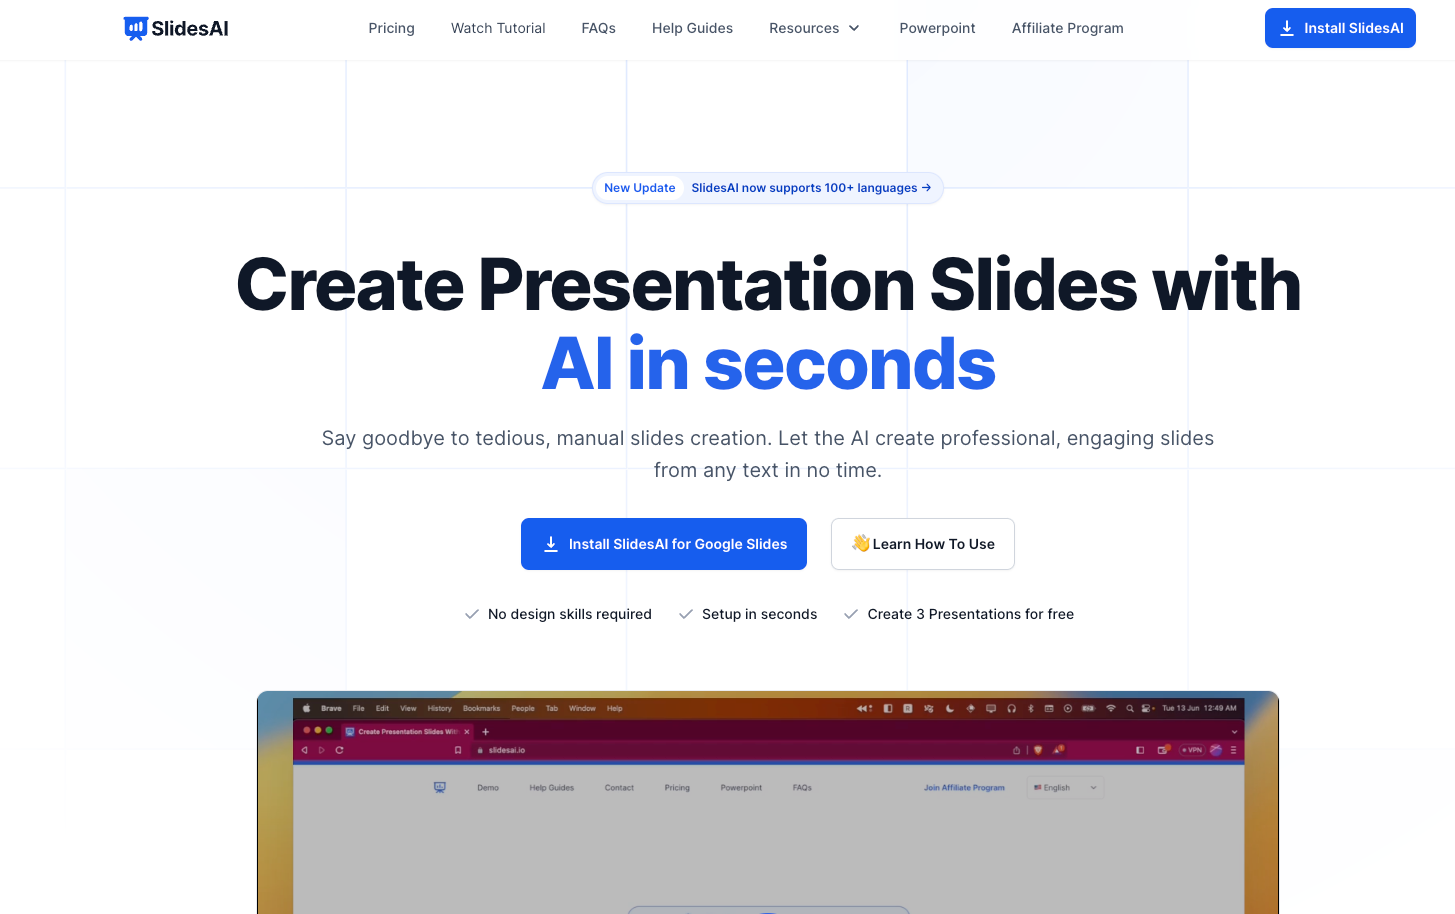 SlidesAI
Pricing
Watch Tutorial
FAQs
Help Guides
Resources
Powerpoint
Affiliate Program
Install SlidesAI
New Update
SlidesAI now supports 100+ languages →
Create Presentation Slides with
AI in seconds
Say goodbye to tedious, manual slides creation. Let the AI create professional, engaging slides
from any text in no time.
Install SlidesAI for Google Slides
👋Learn How To Use
No design skills required
Setup in seconds
Create 3 Presentations for free
Brave File Edit View History Bookmarks People Tab Window Help
Tue 13 Jun 12:49 AM
Create Presentation Slides With
slidesai.io
VPN
Demo
Help Guides
Contact
Pricing
Powerpoint
FAQs
Join Affiliate Program
English